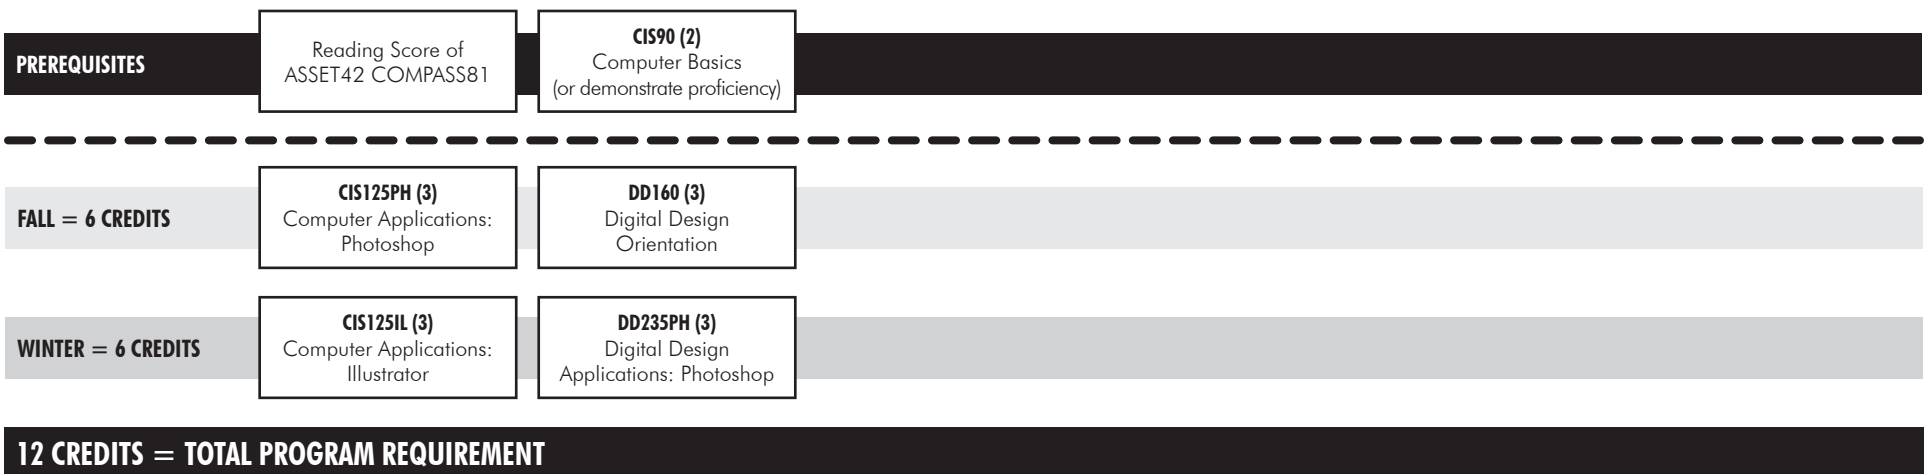 PREREQUISITES
Reading Score of
ASSET42 COMPASS81
CIS90 (2)
Computer Basics
(or demonstrate proficiency)
FALL = 6 CREDITS
CIS125PH (3)
Computer Applications:
Photoshop
DD160 (3)
Digital Design
Orientation
WINTER = 6 CREDITS
CIS125IL (3)
Computer Applications:
Illustrator
DD235PH (3)
Digital Design
Applications: Photoshop
12 CREDITS = TOTAL PROGRAM REQUIREMENT